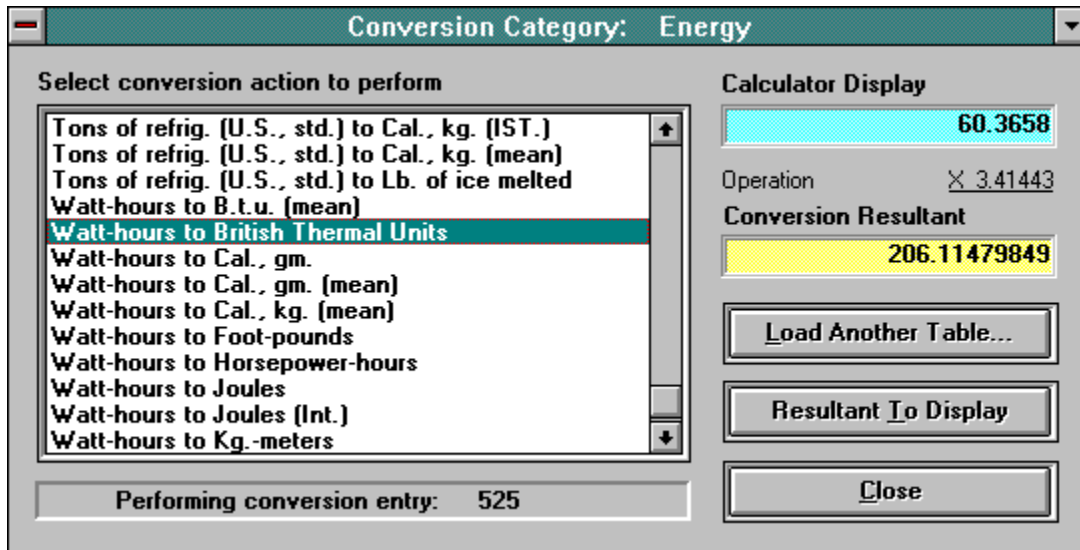 Conversion Category: Energy
Select conversion action to perform
Tons of refrig. (U.S., std.) to Cal., kg. (IST.)
Tons of refrig. (U.S., std.) to Cal., kg. (mean)
Tons of refrig. (U.S., std.) to Lb. of ice melted
Watt-hours to B.t.u. (mean)
Watt-hours to British Thermal Units
Watt-hours to Cal., gm.
Watt-hours to Cal., gm. (mean)
Watt-hours to Cal., kg. (mean)
Watt-hours to Foot-pounds
Watt-hours to Horsepower-hours
Watt-hours to Joules
Watt-hours to Joules (Int.)
Watt-hours to Kg.-meters
Performing conversion entry: 525
Calculator Display
60.3658
Operation X 3.41443
Conversion Resultant
206.11479849
Load Another Table...
Resultant To Display
Close